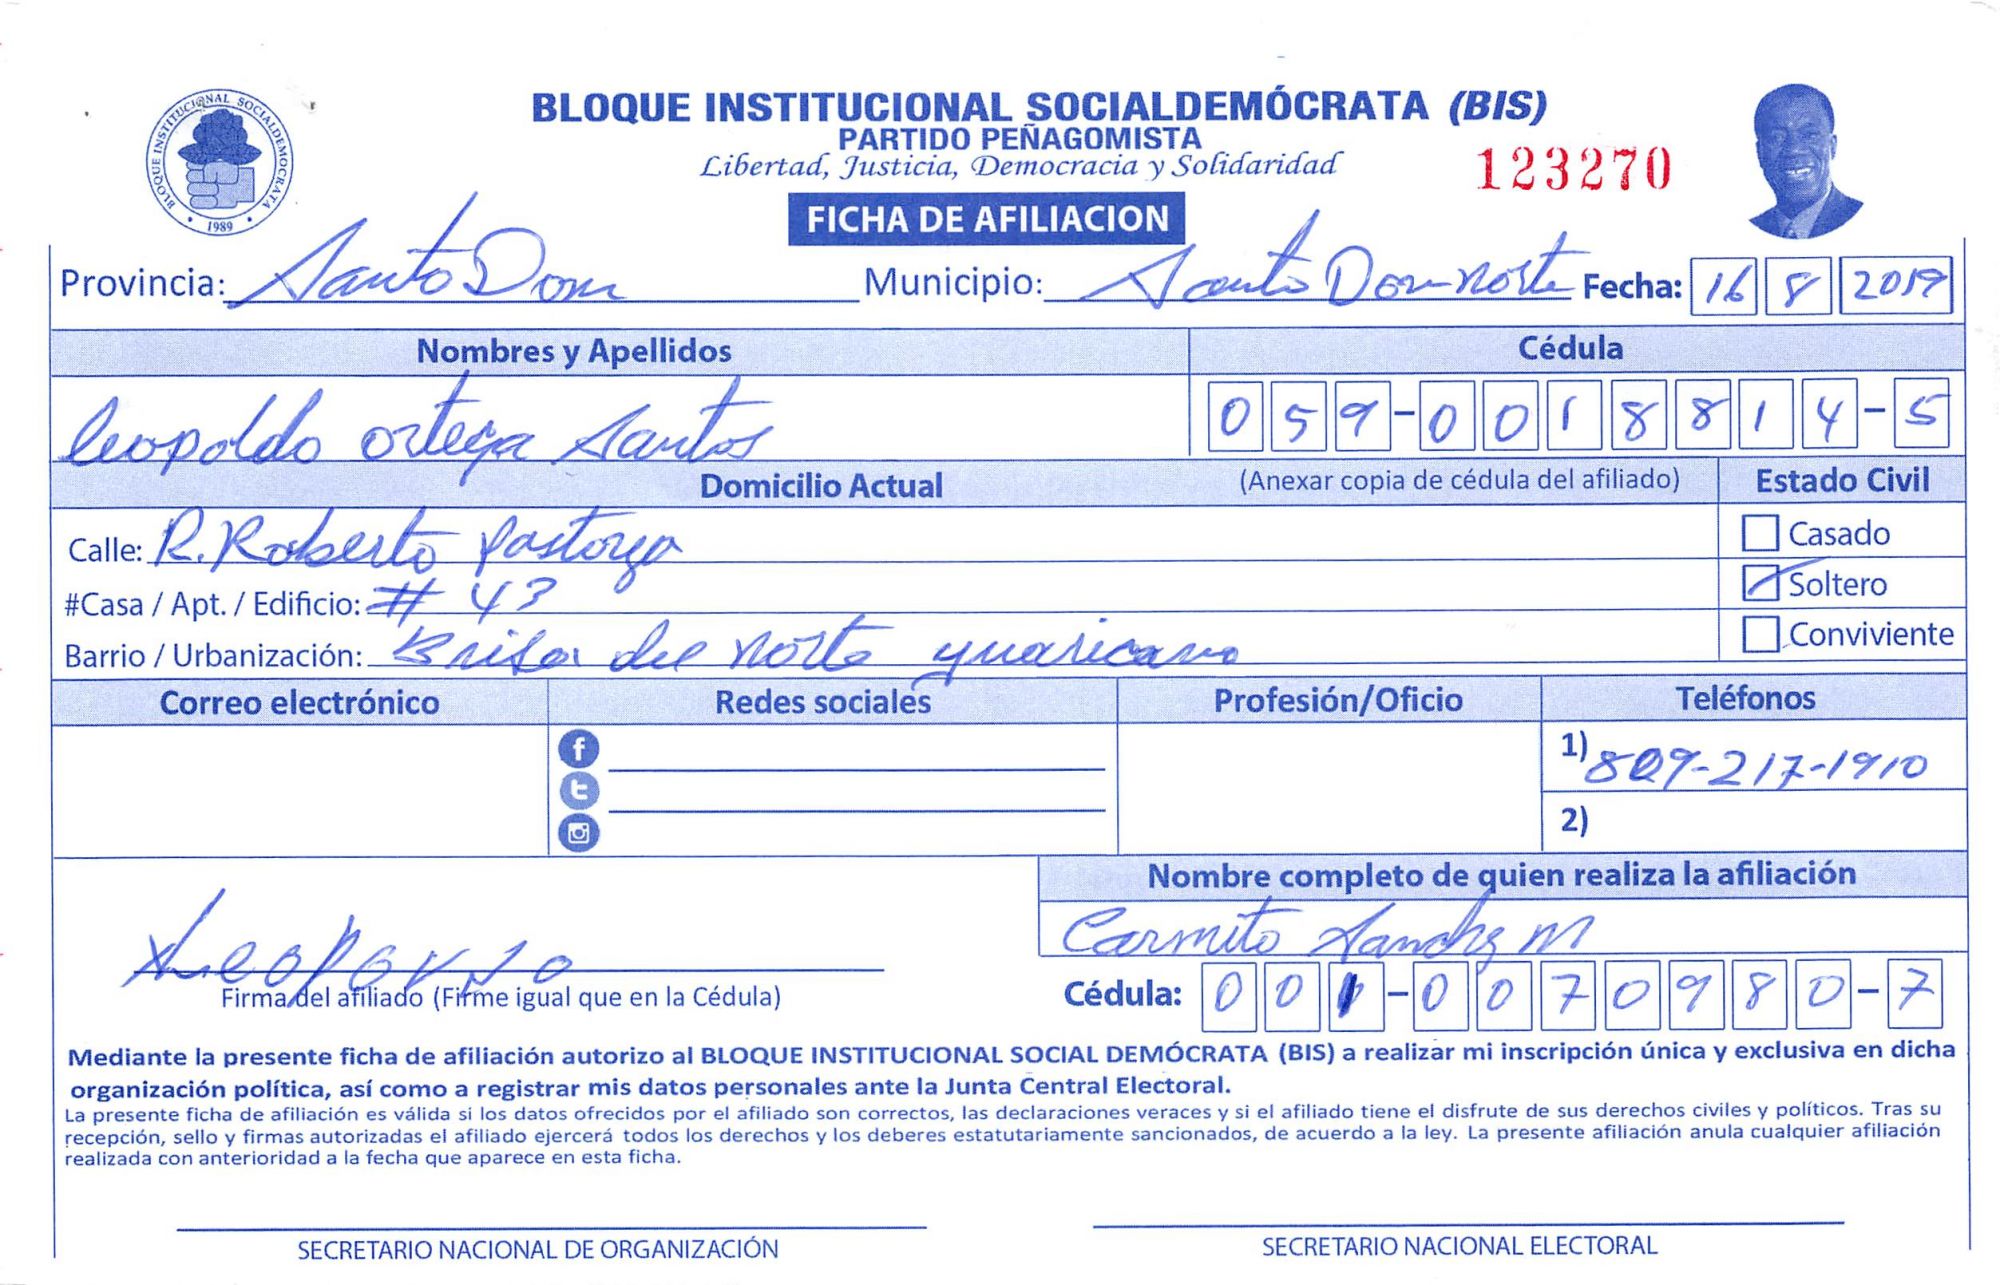 BLOQUE INSTITUCIONAL SOCIALDEMOCRATA
1989
BLOQUE INSTITUCIONAL SOCIALDEMÓCRATA (BIS)
PARTIDO PEÑAGOMISTA
Libertad, Justicia, Democracia y Solidaridad
123270
FICHA DE AFILIACION
Provincia: Santo Dom Municipio: Santo Dom norte Fecha: 16 8 2019
Nombres y Apellidos Cédula
leopoldo ortega Santos 059-0018814-5
Domicilio Actual (Anexar copia de cédula del afiliado) Estado Civil
Calle: R. Roberto pastorza Casado
#Casa / Apt. / Edificio: # 43 Soltero
Barrio / Urbanización: Brisa del norte guaricano Conviviente
Correo electrónico Redes sociales Profesión/Oficio Teléfonos
1) 809-217-1910
2)
Nombre completo de quien realiza la afiliación
Carmito Sanchez M
Firma del afiliado (Firme igual que en la Cédula) Cédula: 001-0070980-7
Mediante la presente ficha de afiliación autorizo al BLOQUE INSTITUCIONAL SOCIAL DEMÓCRATA (BIS) a realizar mi inscripción única y exclusiva en dicha
organización política, así como a registrar mis datos personales ante la Junta Central Electoral.
La presente ficha de afiliación es válida si los datos ofrecidos por el afiliado son correctos, las declaraciones veraces y si el afiliado tiene el disfrute de sus derechos civiles y políticos. Tras su
recepción, sello y firmas autorizadas el afiliado ejercerá todos los derechos y los deberes estatutariamente sancionados, de acuerdo a la ley. La presente afiliación anula cualquier afiliación
realizada con anterioridad a la fecha que aparece en esta ficha.
SECRETARIO NACIONAL DE ORGANIZACIÓN SECRETARIO NACIONAL ELECTORAL